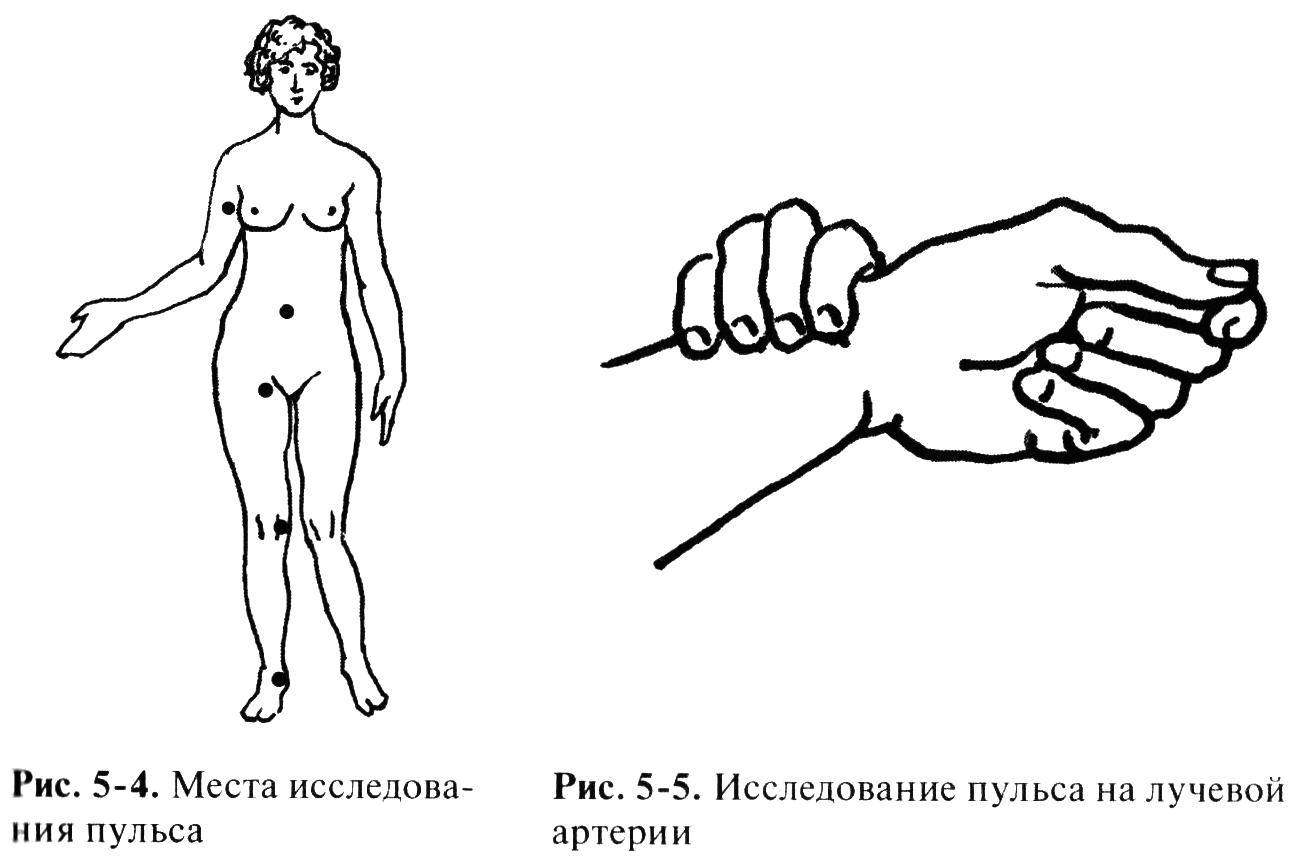 Рис. 5-4. Места исследова-
ния пульса
Рис. 5-5. Исследование пульса на лучевой
артерии